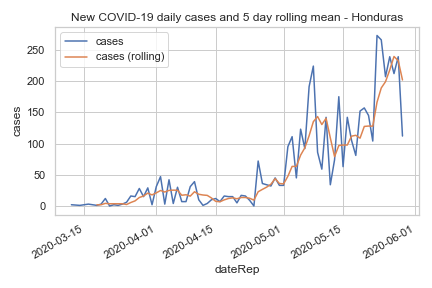 New COVID-19 daily cases and 5 day rolling mean - Honduras
cases
cases (rolling)
250
200
150
100
50
0
cases
2020-03-15
2020-04-01
2020-04-15
2020-05-01
2020-05-15
2020-06-01
dateRep